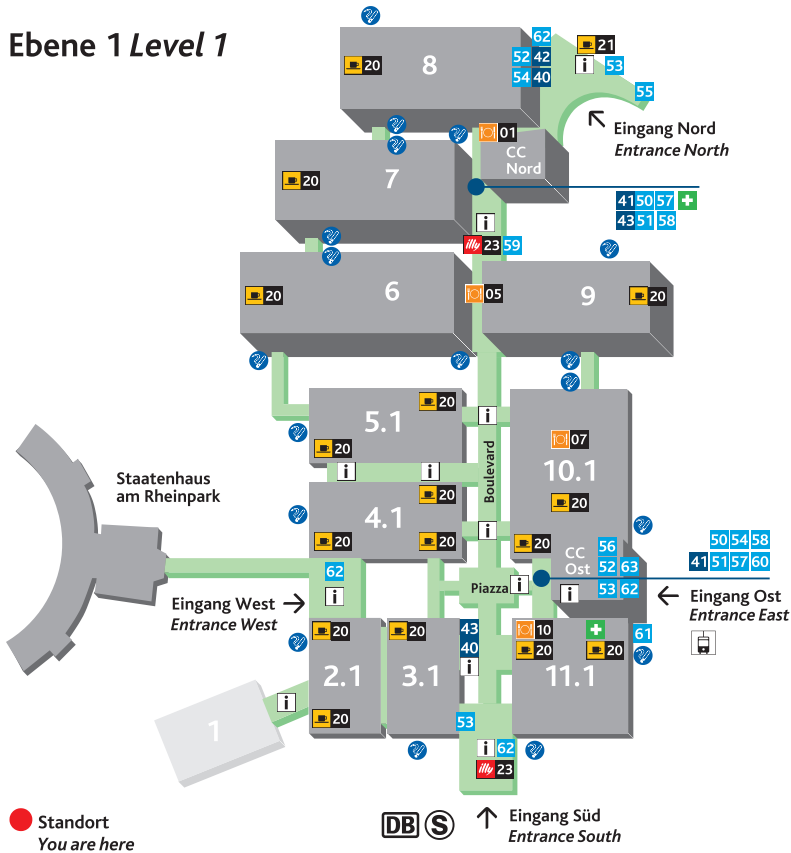 Ebene 1 Level 1
62
21
20
8
52 42
i 53
54 40
55
01
Eingang Nord
Entrance North
CC
Nord
20
7
41 50 57
43 51 58
i
illy 23 59
20
6
05
9
20
20
5.1
i
20
07
Staatenhaus
am Rheinpark
i
i
Boulevard
10.1
20
4.1
20
i
20
20
20
CC
Ost
56
52 63
53 62
50 54 58
41 51 57 60
62
i
Piazza
i
i
Eingang West
Entrance West
Eingang Ost
Entrance East
20
20
43
40
i
10
20
20
61
2.1
3.1
11.1
i
20
1
53
i 62
illy 23
Standort
You are here
DB S
Eingang Süd
Entrance South